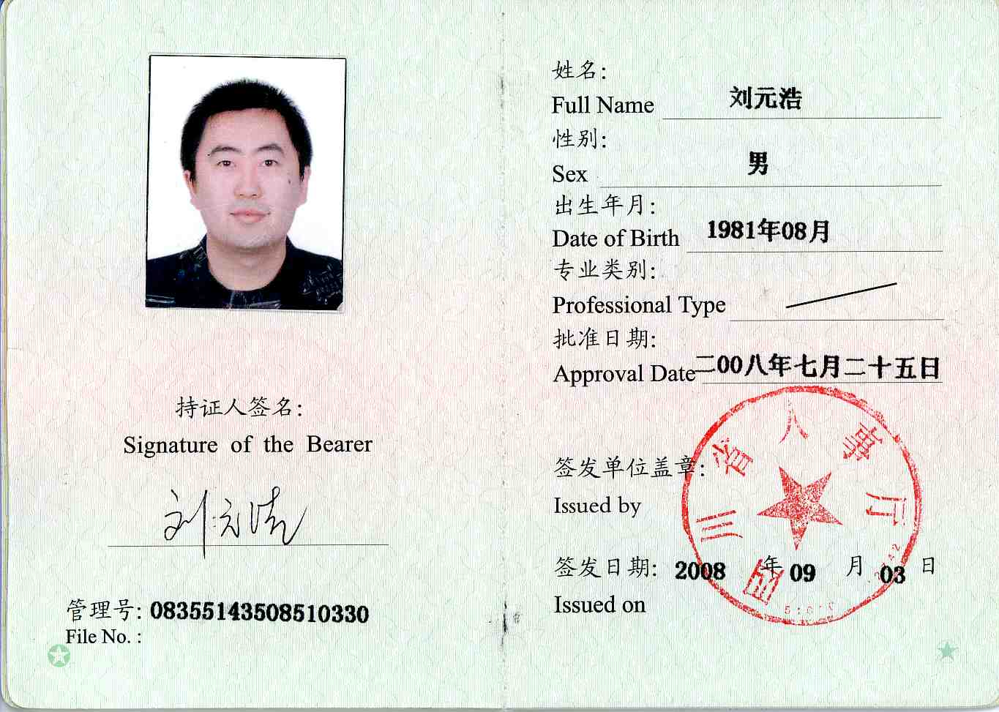 持证人签名:
Signature of the Bearer
刘元浩
管理号: 08355143508510330
File No. :
姓名:
Full Name 刘元浩
性别:
Sex 男
出生年月:
Date of Birth 1981年08月
专业类别:
Professional Type
批准日期:
Approval Date 二00八年七月二十五日
签发单位盖章:
Issued by
四川省人事厅
签发日期: 2008 年 09 月 03 日
Issued on